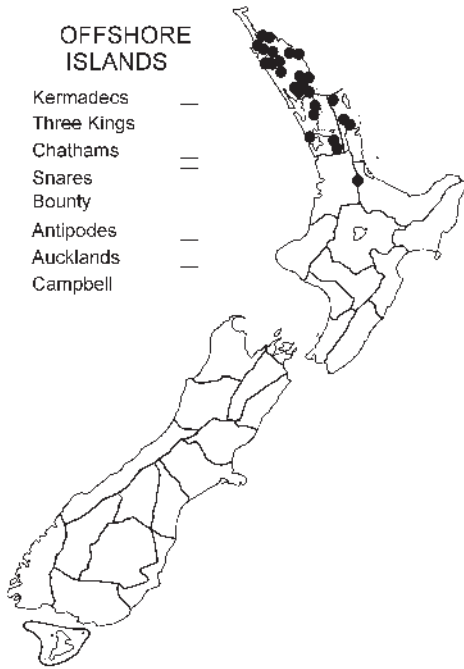 OFFSHORE
ISLANDS
Kermadecs
Three Kings
Chathams
Snares
Bounty
Antipodes
Aucklands
Campbell